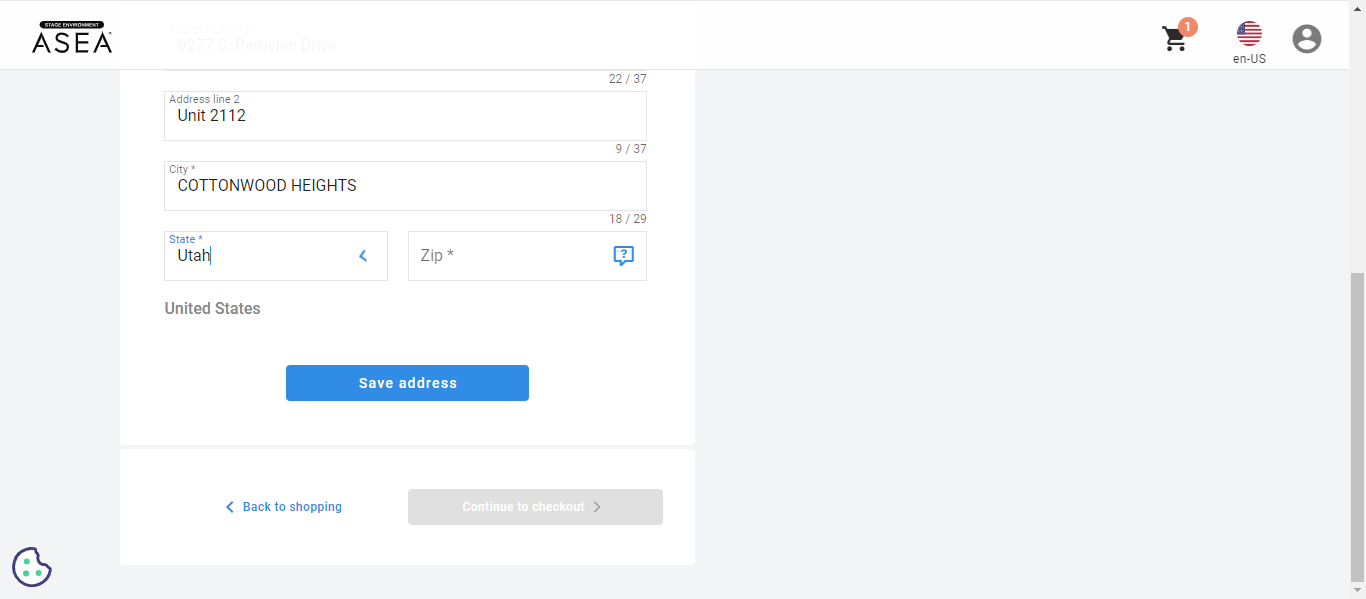 STAGE ENVIRONMENT
ASEA
Address Line 1 *
9277 S. Peruvian Drive
1
en-US
22 / 37
Address line 2
Unit 2112
9 / 37
City *
COTTONWOOD HEIGHTS
18 / 29
State *
Utah
Zip *
?
United States
Save address
Back to shopping
Continue to checkout